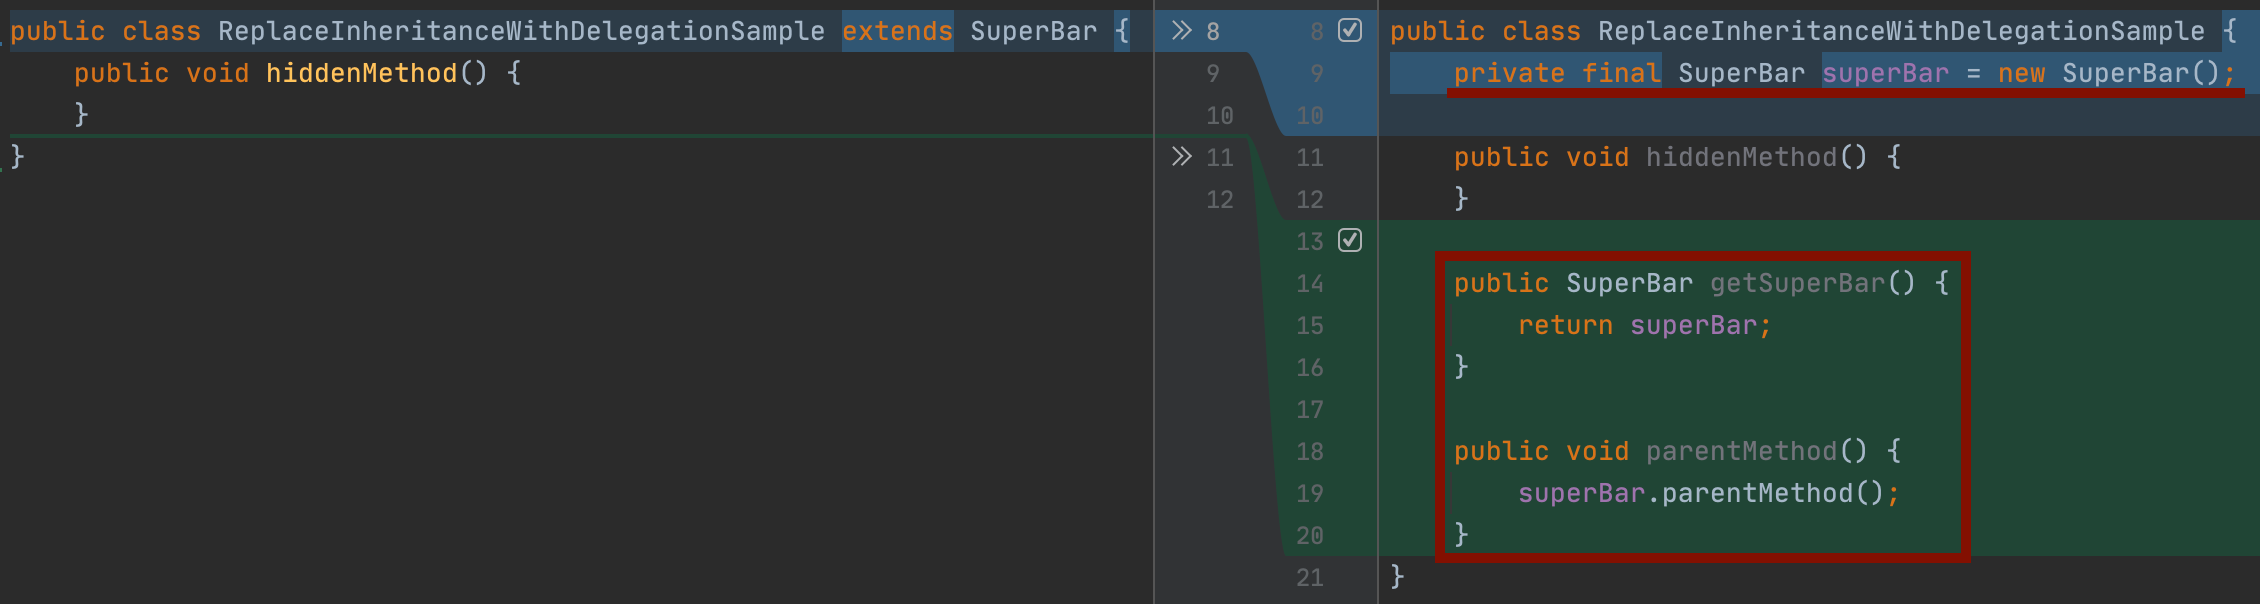 public class ReplaceInheritanceWithDelegationSample extends SuperBar {
    public void hiddenMethod() {
    }
}
8
9
10
11
12
8
9
10
11
12
13
14
15
16
17
18
19
20
21
public class ReplaceInheritanceWithDelegationSample {
    private final SuperBar superBar = new SuperBar();
    public void hiddenMethod() {
    }
    public SuperBar getSuperBar() {
        return superBar;
    }
    public void parentMethod() {
        superBar.parentMethod();
    }
}